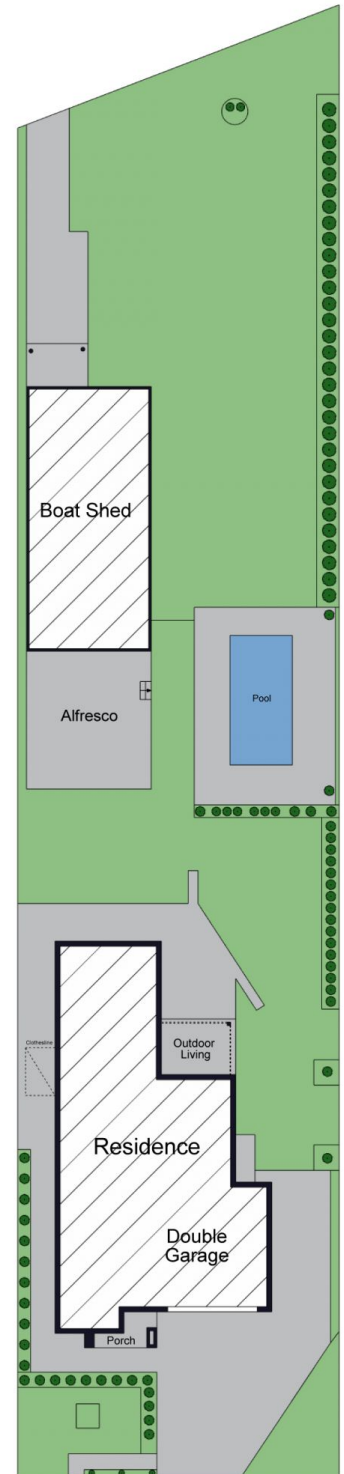 Boat Shed
Pool
Alfresco
Clothesline
Outdoor
Living
Residence
Double
Garage
Porch